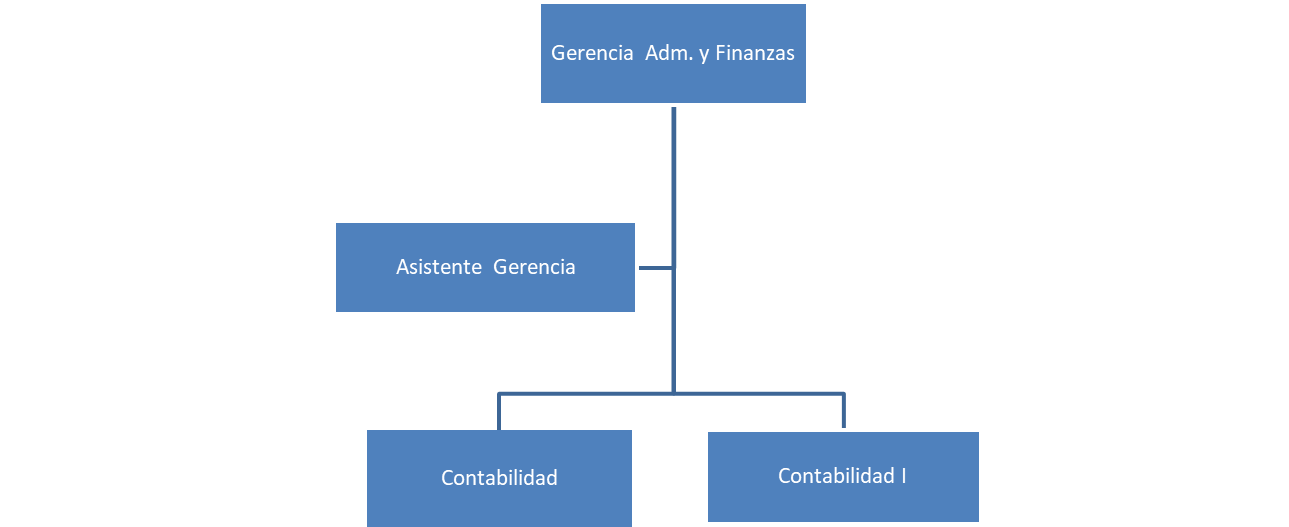 Gerencia Adm. y Finanzas
Asistente Gerencia
Contabilidad
Contabilidad I